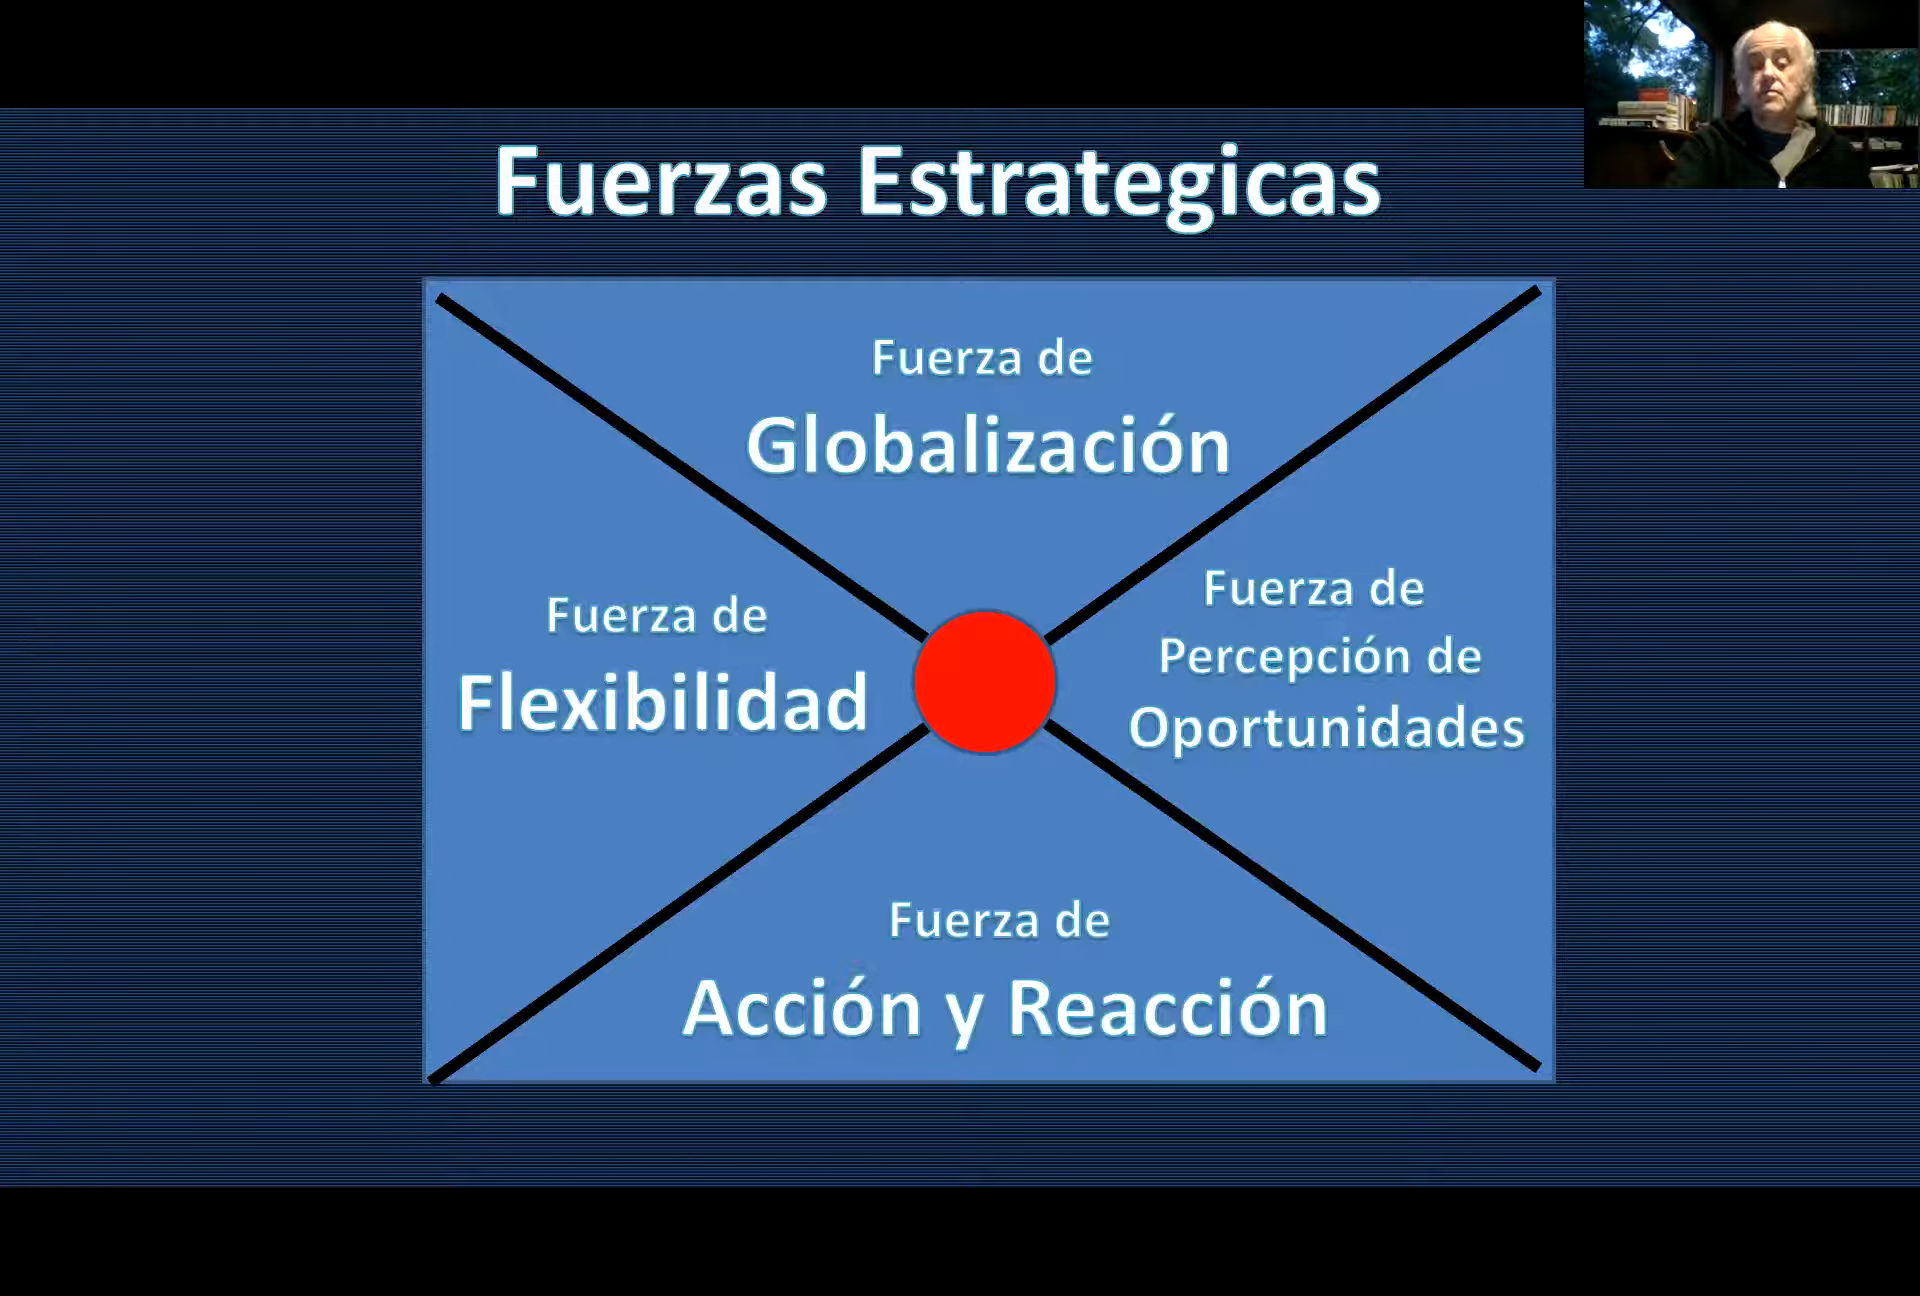 Fuerzas Estrategicas
Fuerza de
Globalización
Fuerza de
Flexibilidad
Fuerza de
Percepción de
Oportunidades
Fuerza de
Acción y Reacción